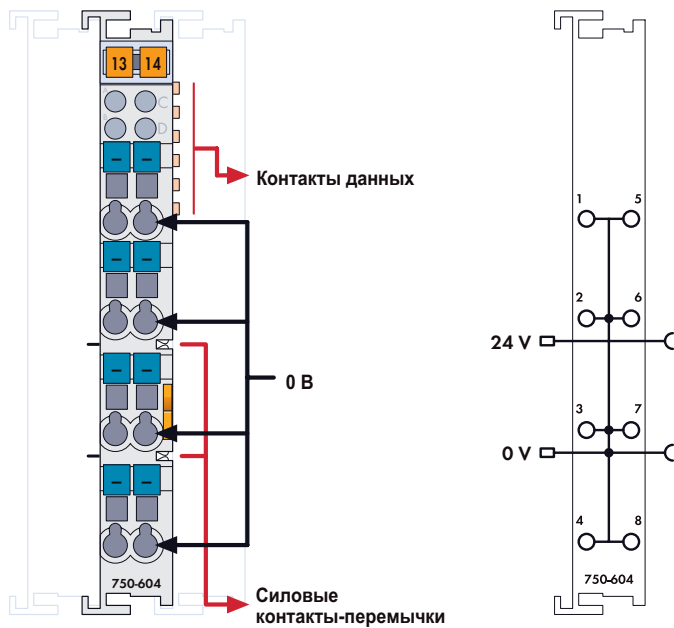 13 14
A
C
B
D
Контакты данных
0 В
750-604
Силовые
контакты-перемычки
1 5
2 6
24 V
3 7
0 V
4 8
750-604